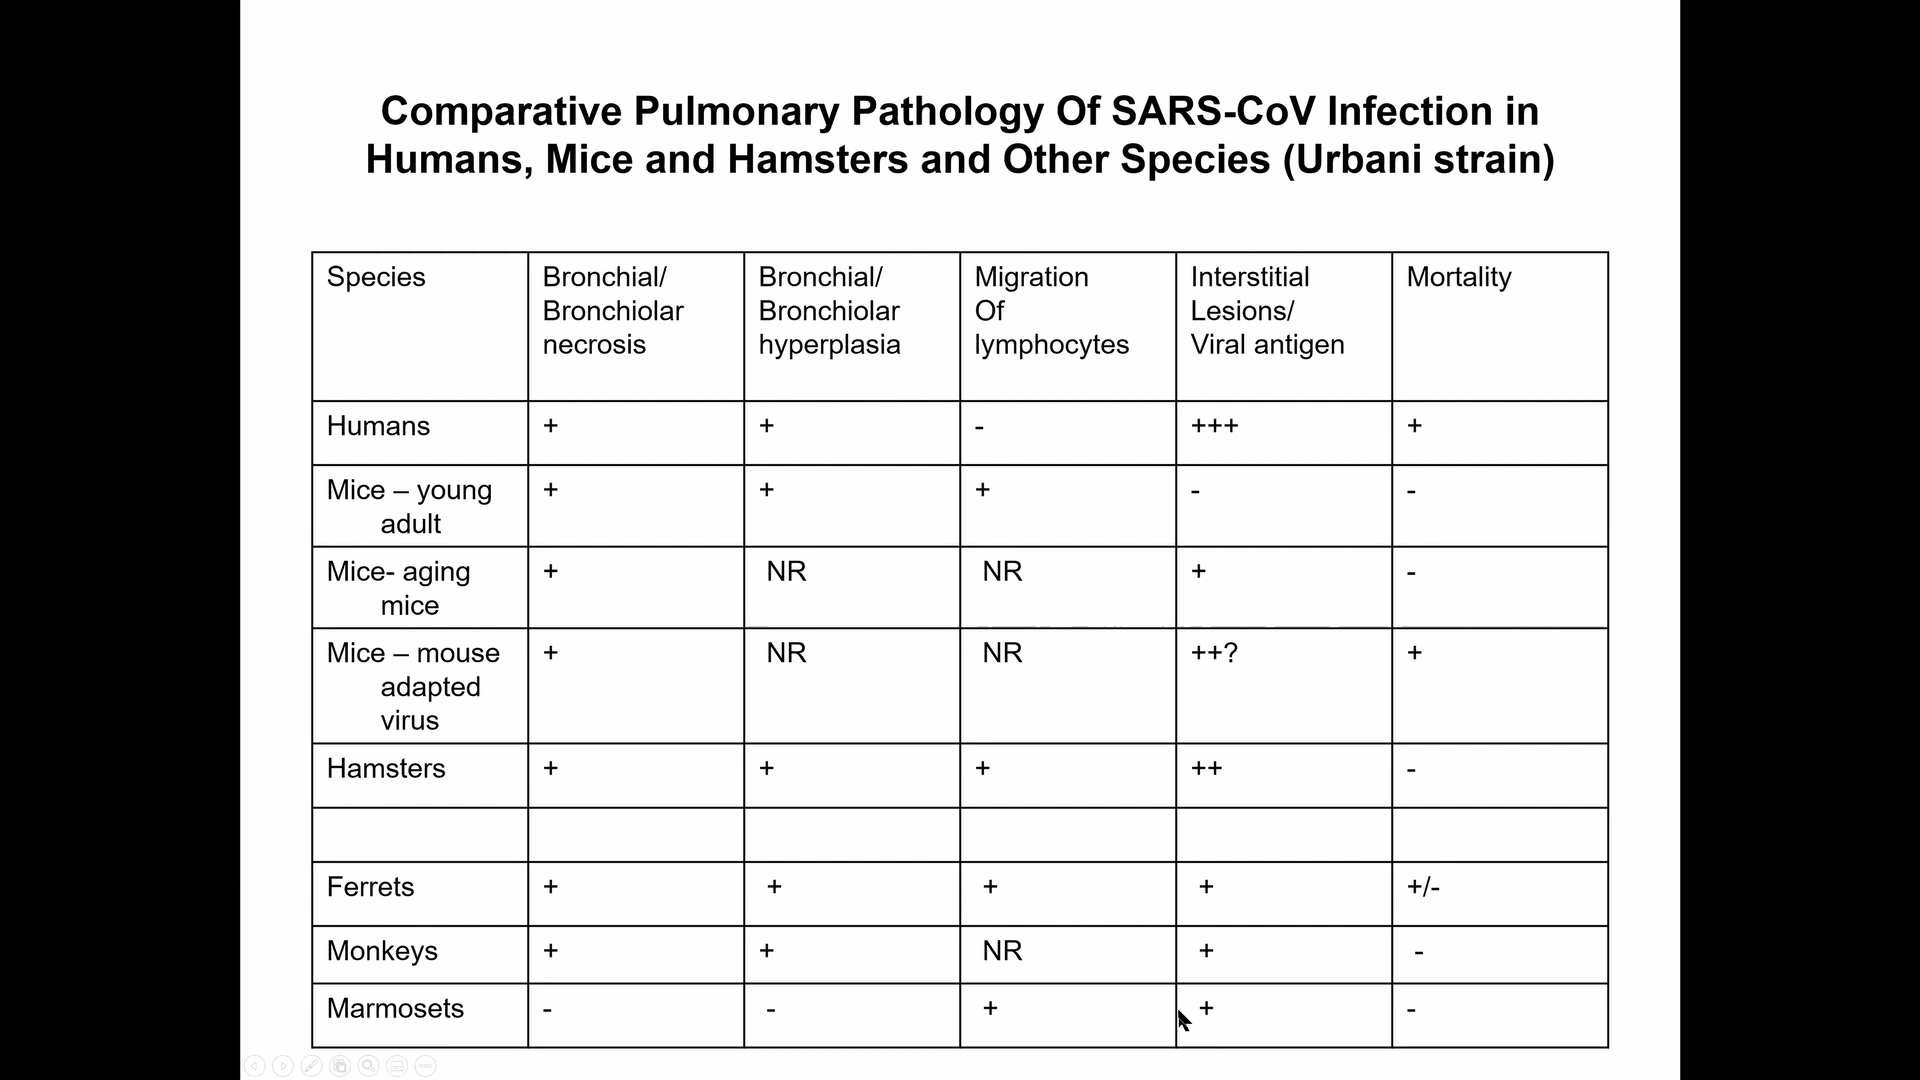 Comparative Pulmonary Pathology Of SARS-CoV Infection in
Humans, Mice and Hamsters and Other Species (Urbani strain)
Species
Bronchial/
Bronchiolar
necrosis
Bronchial/
Bronchiolar
hyperplasia
Migration
Of
lymphocytes
Interstitial
Lesions/
Viral antigen
Mortality
Humans
+
+
-
+++
+
Mice – young
adult
+
+
+
-
-
Mice- aging
mice
+
NR
NR
+
-
Mice – mouse
adapted
virus
+
NR
NR
++?
+
Hamsters
+
+
+
++
-
Ferrets
+
+
+
+
+/-
Monkeys
+
+
NR
+
-
Marmosets
-
-
+
+
-